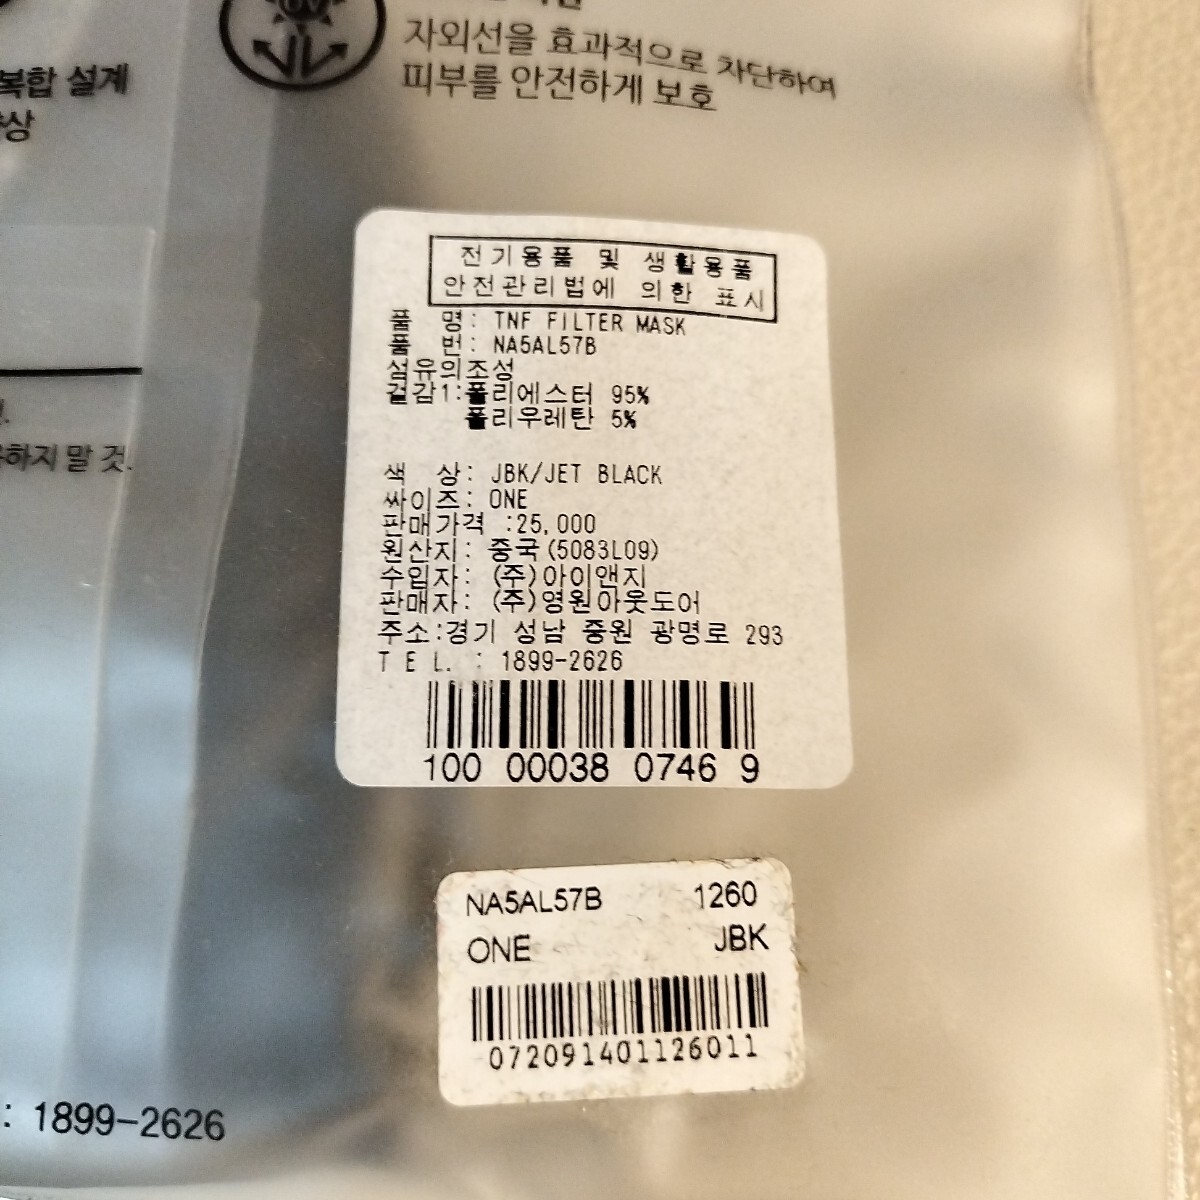 UV
자외선을 효과적으로 차단하여
피부를 안전하게 보호
복합 설계
상
하지 말 것.
전기용품 및 생활용품
안전관리법에 의한 표시
품 명: TNF FILTER MASK
품 번: NA5AL57B
섬유의조성
겉감1:폴리에스터 95%
폴리우레탄 5%
색 상: JBK/JET BLACK
싸이즈: ONE
판매가격 :25,000
원산지: 중국(5083L09)
수입자: (주)아이앤지
판매자: (주)영원아웃도어
주소:경기 성남 중원 광명로 293
TEL. : 1899-2626
100 00038 0746 9
NA5AL57B 1260
ONE JBK
072091401126011
: 1899-2626